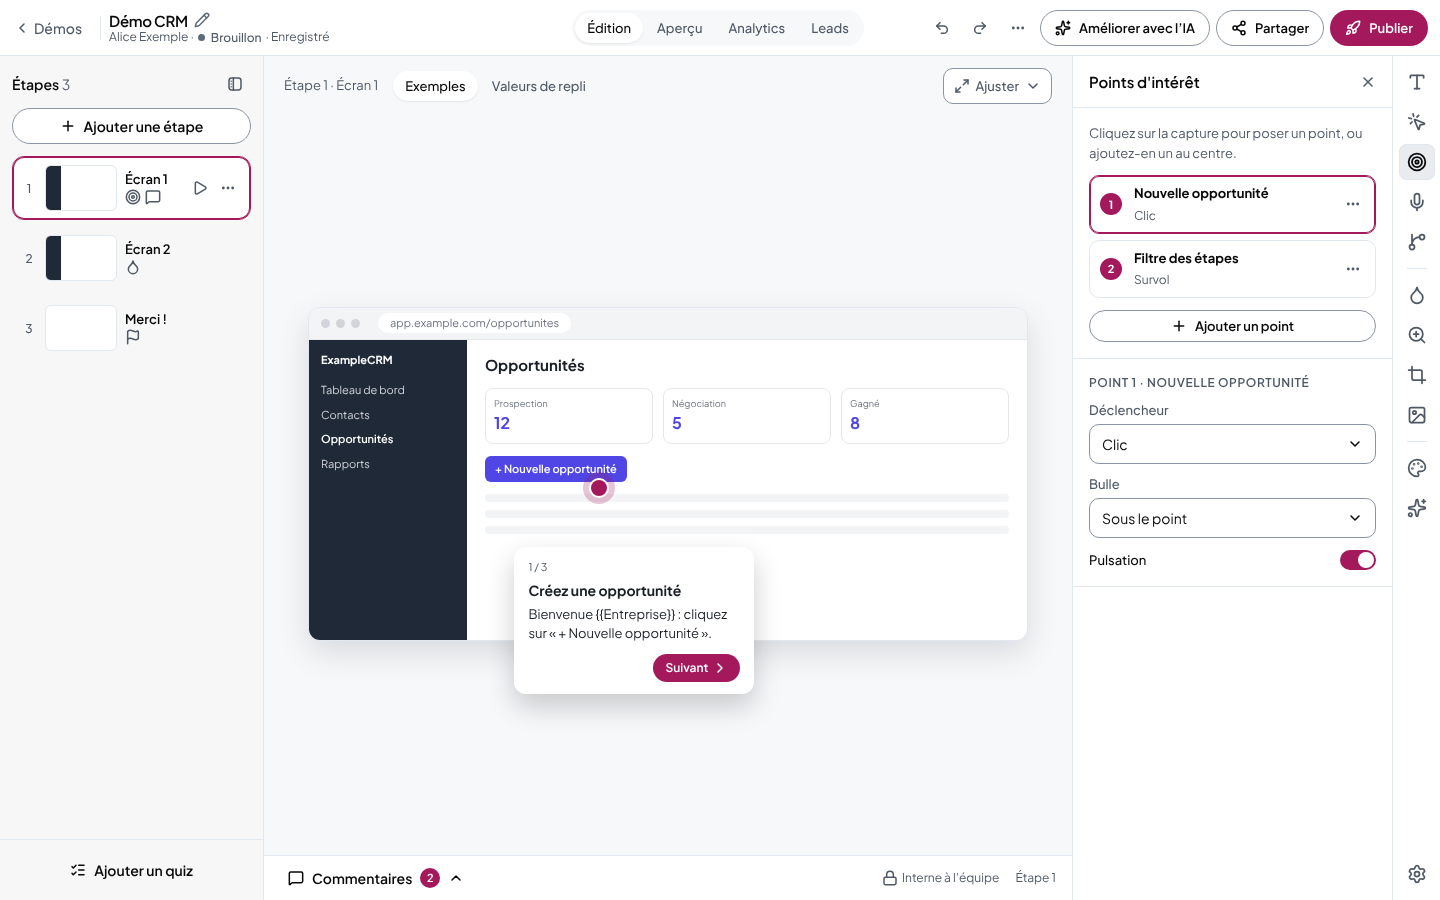 Démos
Démo CRM
Alice Exemple · Brouillon · Enregistré
Édition
Aperçu
Analytics
Leads
Améliorer avec l'IA
Partager
Publier
Étapes 3
Ajouter une étape
1
Écran 1
2
Écran 2
3
Merci !
Ajouter un quiz
Étape 1 · Écran 1
Exemples
Valeurs de repli
Ajuster
app.example.com/opportunites
ExampleCRM
Tableau de bord
Contacts
Opportunités
Rapports
Opportunités
Prospection
12
Négociation
5
Gagné
8
+ Nouvelle opportunité
1 / 3
Créez une opportunité
Bienvenue {{Entreprise}} : cliquez
sur « + Nouvelle opportunité ».
Suivant
Commentaires 2
Interne à l'équipe
Étape 1
Points d'intérêt
Cliquez sur la capture pour poser un point, ou
ajoutez-en un au centre.
1
Nouvelle opportunité
Clic
2
Filtre des étapes
Survol
Ajouter un point
POINT 1 · NOUVELLE OPPORTUNITÉ
Déclencheur
Clic
Bulle
Sous le point
Pulsation